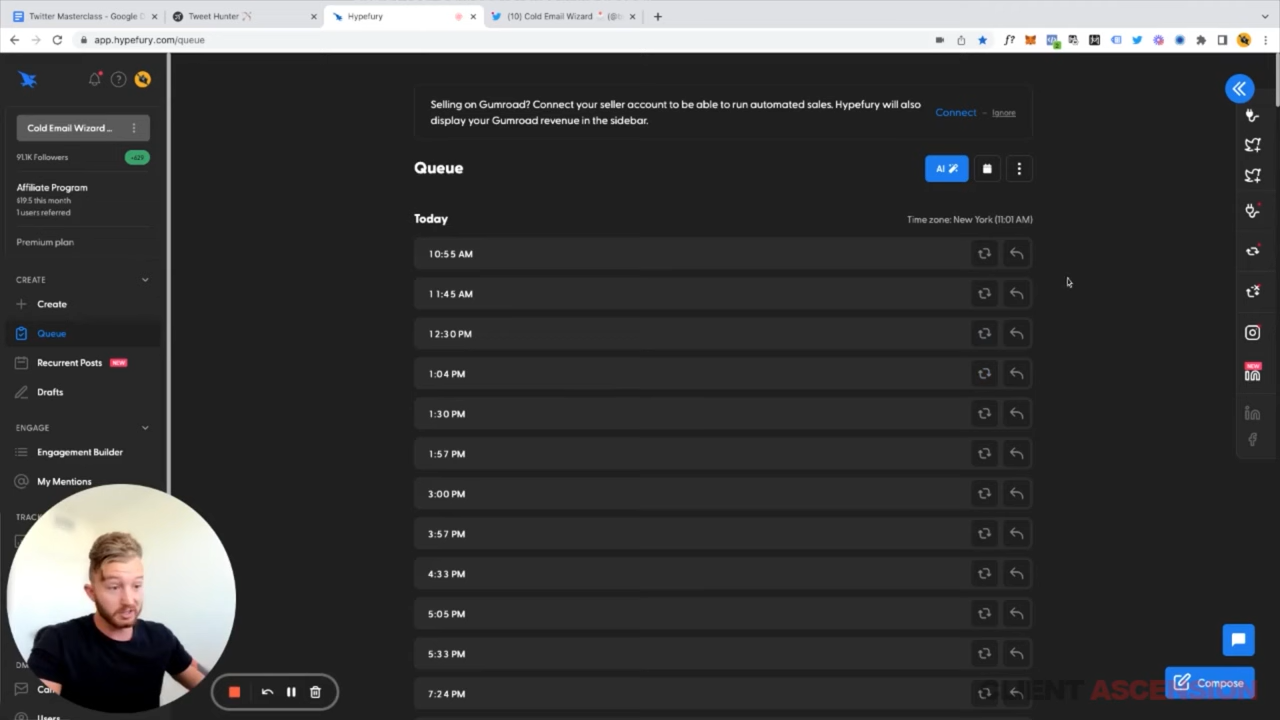 Twitter Masterclass - Google D
Tweet Hunter
Hypefury
(10) Cold Email Wizard
app.hypefury.com/queue
Cold Email Wizard ...
91.1K Followers
+629
Affiliate Program
$19.5 this month
1 users referred
Premium plan
CREATE
Create
Queue
Recurrent Posts NEW
Drafts
ENGAGE
Engagement Builder
My Mentions
Selling on Gumroad? Connect your seller account to be able to run automated sales. Hypefury will also
display your Gumroad revenue in the sidebar.
Connect - Ignore
Queue
AI
Today
Time zone: New York (11:01 AM)
10:55 AM
11:45 AM
12:30 PM
1:04 PM
1:30 PM
1:57 PM
3:00 PM
3:57 PM
4:33 PM
5:05 PM
5:33 PM
7:24 PM
NEW
Compose
CLIENT ASCENSION